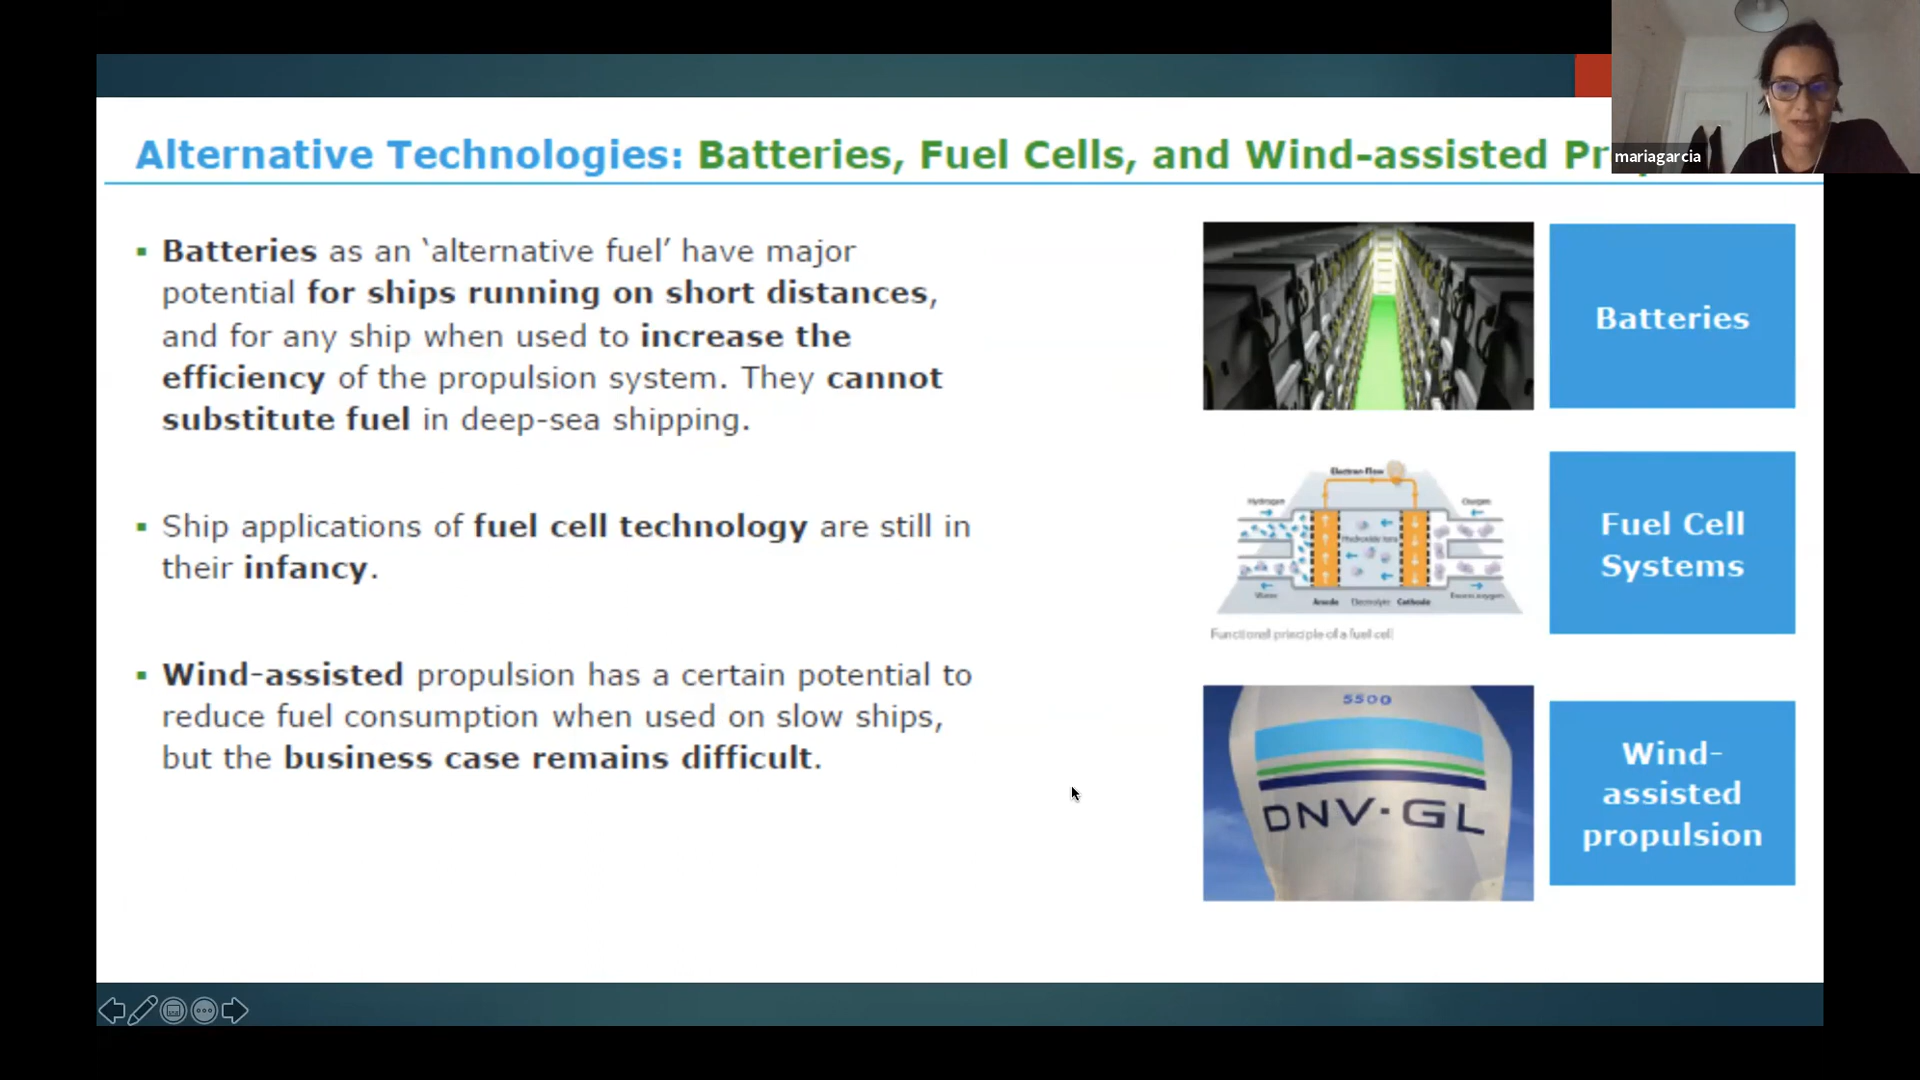 Alternative Technologies: Batteries, Fuel Cells, and Wind-assisted
mariagarcia
▪ Batteries as an ‘alternative fuel’ have major
potential for ships running on short distances,
and for any ship when used to increase the
efficiency of the propulsion system. They cannot
substitute fuel in deep-sea shipping.
▪ Ship applications of fuel cell technology are still in
their infancy.
▪ Wind-assisted propulsion has a certain potential to
reduce fuel consumption when used on slow ships,
but the business case remains difficult.
Batteries
Electron Flow
Hydrogen
Oxygen
Hydroxide Ions
Water
Anode
Electrolyte
Cathode
Excess oxygen
Functional principle of a fuel cell
Fuel Cell
Systems
5500
DNV·GL
Wind-
assisted
propulsion